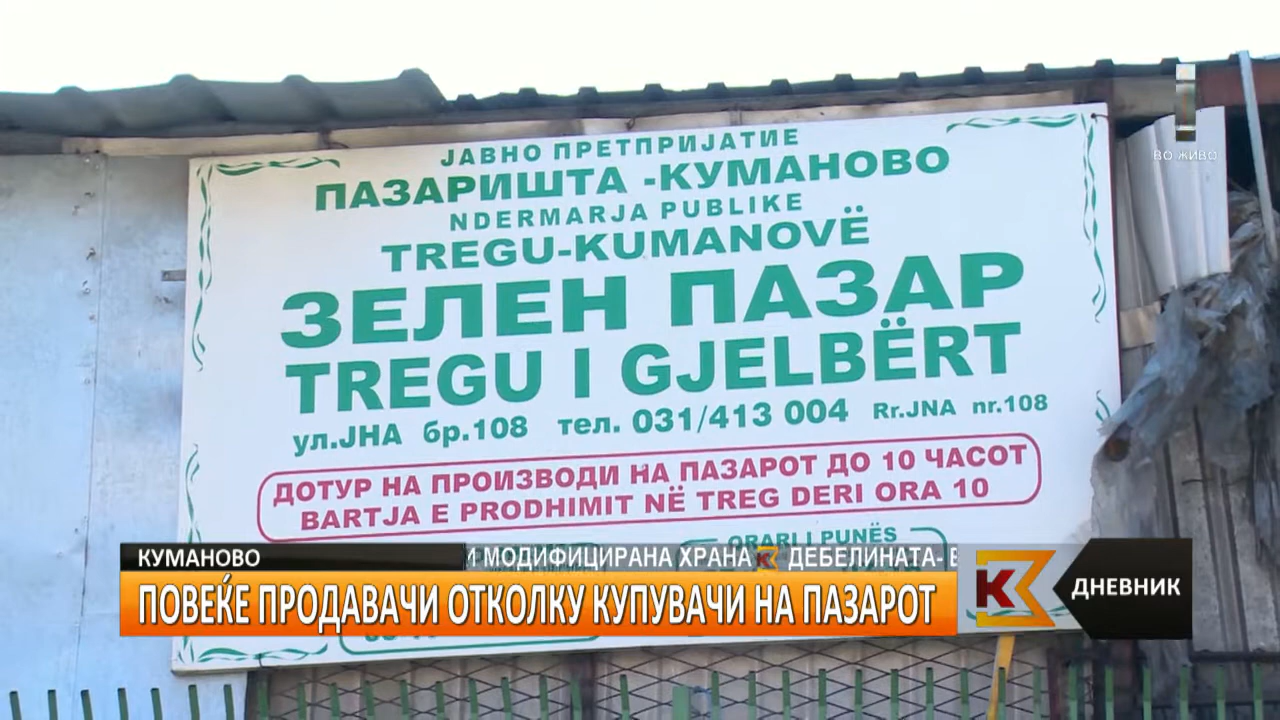 ЈАВНО ПРЕТПРИЈАТИЕ
ПАЗАРИШТА -КУМАНОВО
NDERMARJA PUBLIKE
TREGU-KUMANOVË
ЗЕЛЕН ПАЗАР
TREGU I GJELBËRT
ул.ЈНА бр.108 тел. 031/413 004 Rr.JNA nr.108
ДОТУР НА ПРОИЗВОДИ НА ПАЗАРОТ ДО 10 ЧАСОТ
BARTJA E PRODHIMIT NË TREG DERI ORA 10
ORARI I PUNËS
ВО ЖИВО
КУМАНОВО
И МОДИФИЦИРАНА ХРАНА К3 ДЕБЕЛИНАТА-
ПОВЕЌЕ ПРОДАВАЧИ ОТКОЛКУ КУПУВАЧИ НА ПАЗАРОТ
К3 ДНЕВНИК